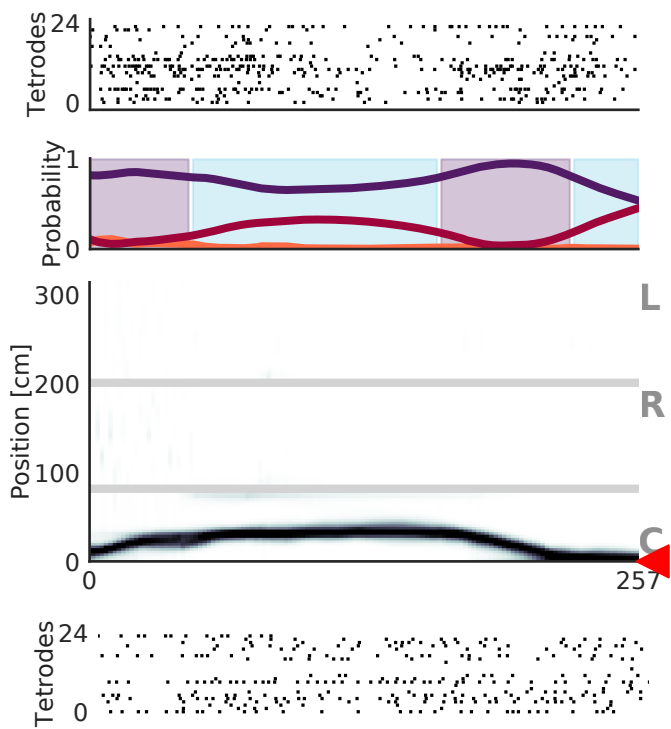 Tetrodes
24
0
Probability
1
0
Position [cm]
300
200
100
0
L
R
C
0
257
Tetrodes
24
0